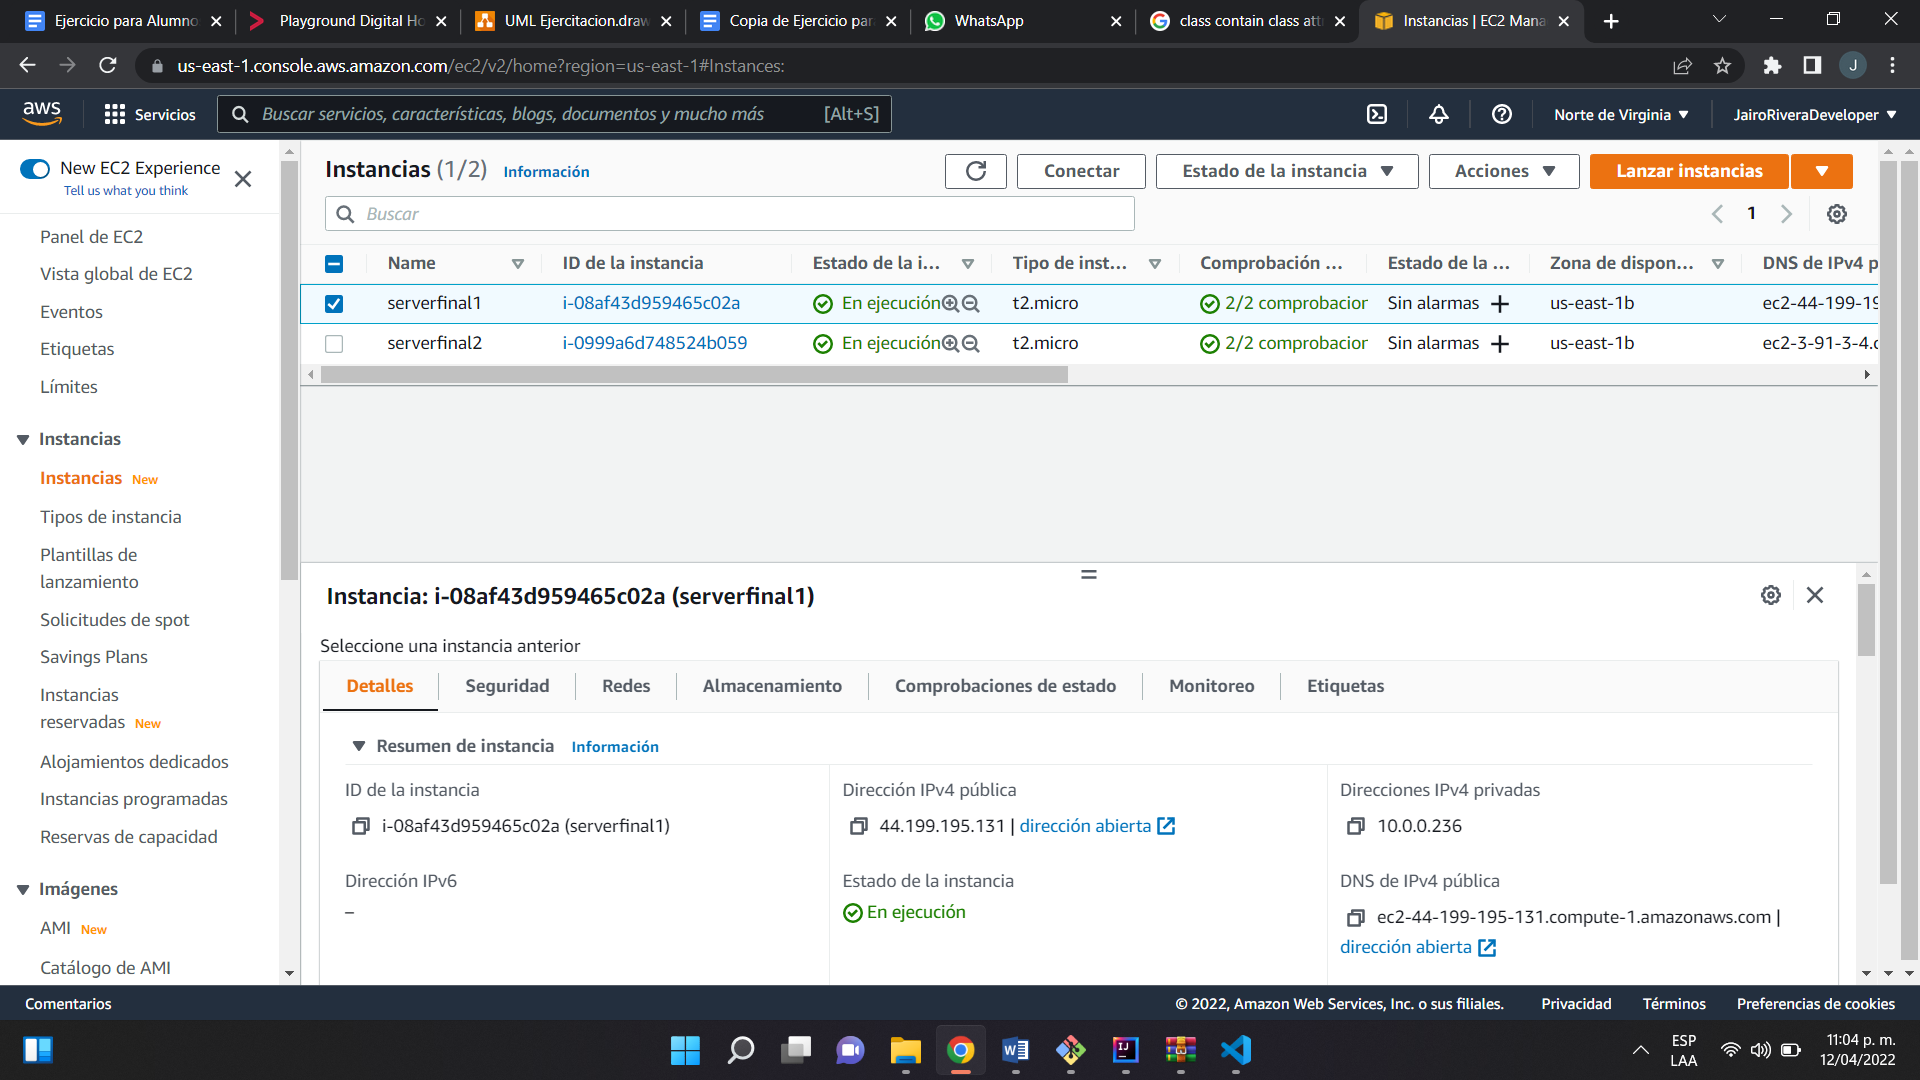 Ejercicio para Alumno
Playground Digital Ho
UML Ejercitacion.draw
Copia de Ejercicio par
WhatsApp
class contain class att
Instancias | EC2 Mana
us-east-1.console.aws.amazon.com/ec2/v2/home?region=us-east-1#Instances:
J
aws
Servicios
Buscar servicios, características, blogs, documentos y mucho más
[Alt+S]
Norte de Virginia
JairoRiveraDeveloper
New EC2 Experience
Tell us what you think
Panel de EC2
Vista global de EC2
Eventos
Etiquetas
Límites
Instancias
Instancias New
Tipos de instancia
Plantillas de
lanzamiento
Solicitudes de spot
Savings Plans
Instancias
reservadas New
Alojamientos dedicados
Instancias programadas
Reservas de capacidad
Imágenes
AMI New
Catálogo de AMI
Instancias (1/2) Información
Conectar
Estado de la instancia
Acciones
Lanzar instancias
Buscar
1
Name
ID de la instancia
Estado de la i...
Tipo de inst...
Comprobación ...
Estado de la ...
Zona de dispon...
DNS de IPv4 p
serverfinal1 i-08af43d959465c02a En ejecución t2.micro 2/2 comprobacior Sin alarmas us-east-1b ec2-44-199-19
serverfinal2 i-0999a6d748524b059 En ejecución t2.micro 2/2 comprobacior Sin alarmas us-east-1b ec2-3-91-3-4.c
Instancia: i-08af43d959465c02a (serverfinal1)
Seleccione una instancia anterior
Detalles
Seguridad
Redes
Almacenamiento
Comprobaciones de estado
Monitoreo
Etiquetas
Resumen de instancia Información
ID de la instancia
i-08af43d959465c02a (serverfinal1)
Dirección IPv4 pública
44.199.195.131 | dirección abierta
Direcciones IPv4 privadas
10.0.0.236
Dirección IPv6
–
Estado de la instancia
En ejecución
DNS de IPv4 pública
ec2-44-199-195-131.compute-1.amazonaws.com |
dirección abierta
Comentarios
© 2022, Amazon Web Services, Inc. o sus filiales.
Privacidad
Términos
Preferencias de cookies
ESP
LAA
11:04 p. m.
12/04/2022